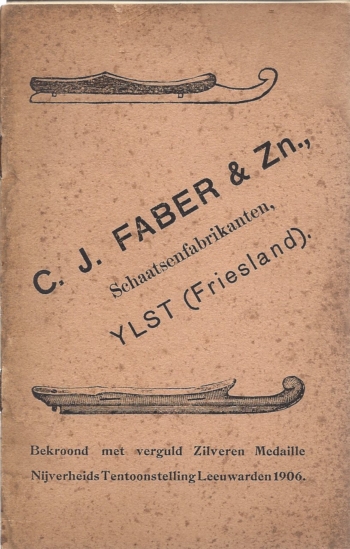 C. J. FABER & Zn.,
Schaatsenfabrikanten,
YLST (Friesland).
Bekroond met verguld Zilveren Medaille
Nijverheids Tentoonstelling Leeuwarden 1906.